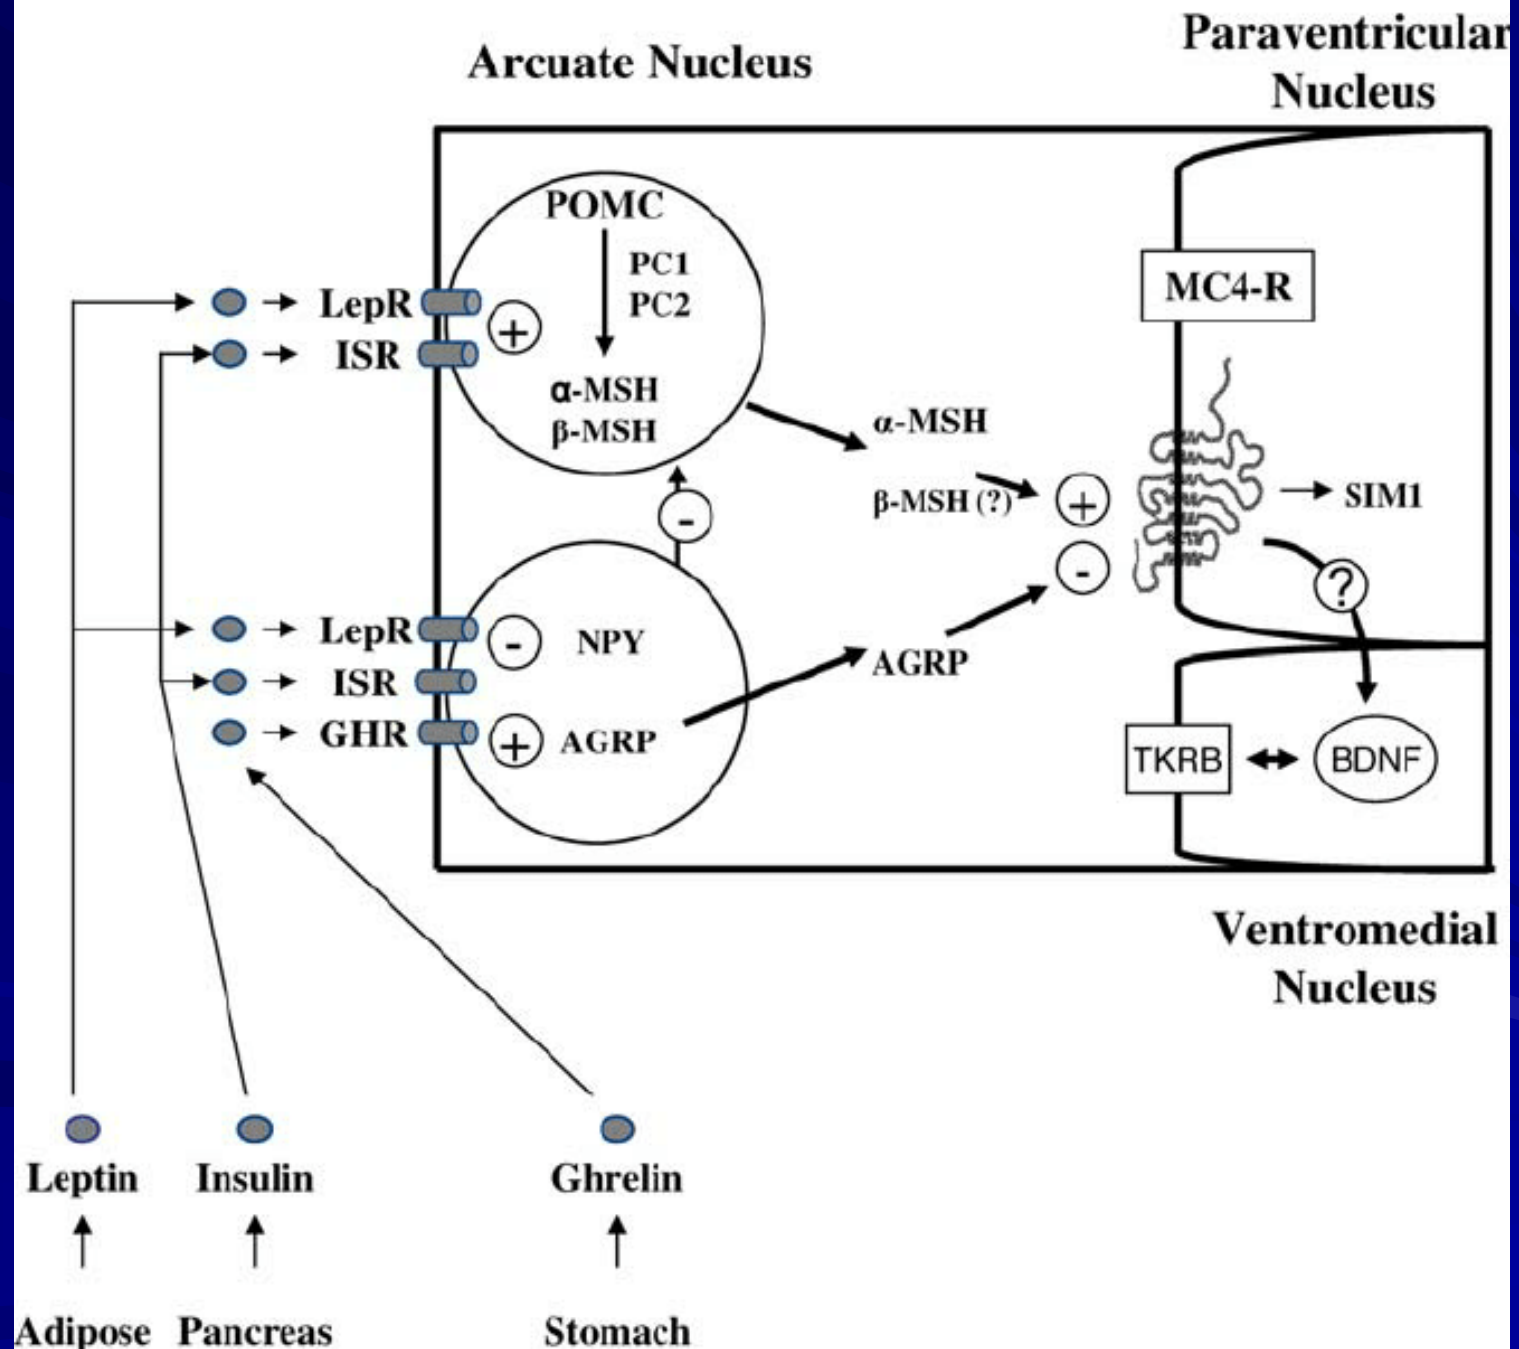 Arcuate Nucleus
Paraventricular
Nucleus
POMC
PC1
PC2
α-MSH
β-MSH
+
LepR
ISR
MC4-R
α-MSH
β-MSH (?)
+
-
SIM1
?
-
LepR
ISR
GHR
-
NPY
+
AGRP
AGRP
TKRB
BDNF
Ventromedial
Nucleus
Leptin
Insulin
Ghrelin
Adipose
Pancreas
Stomach